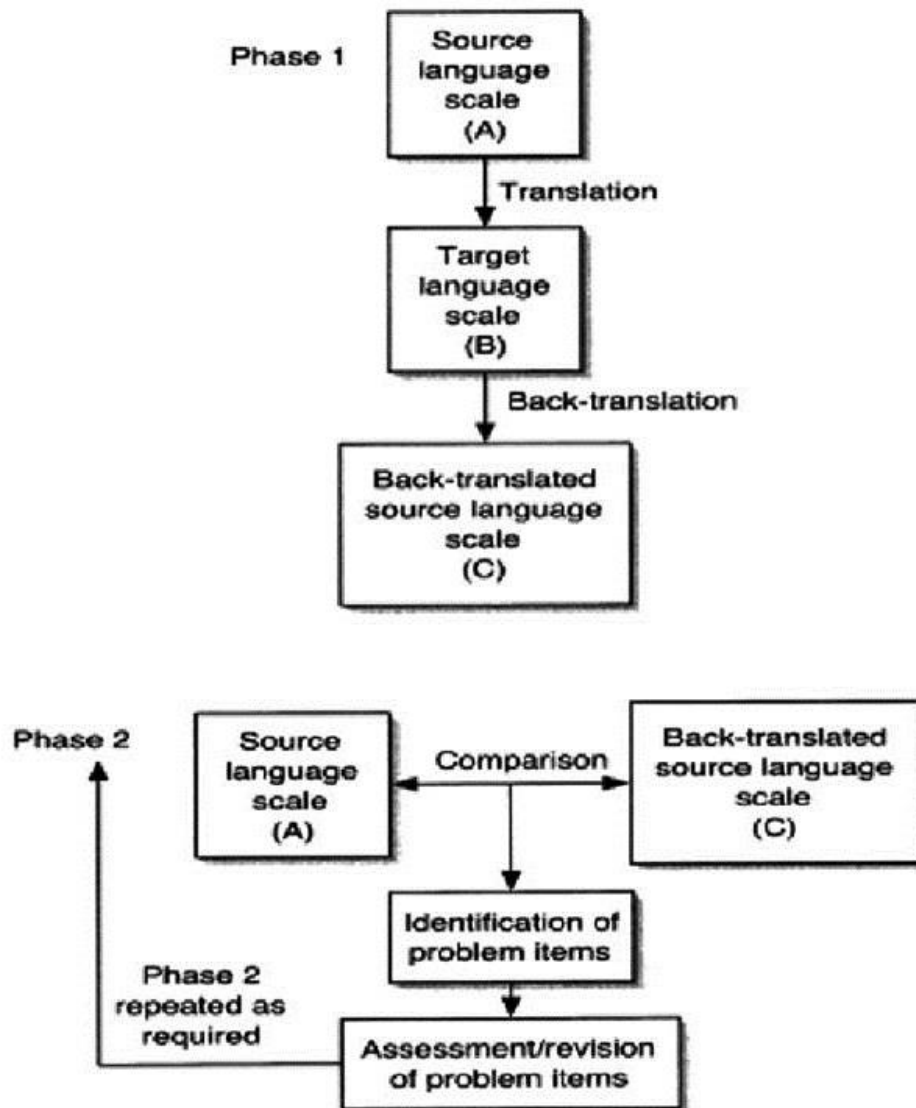 Phase 1
Source
language
scale
(A)
Translation
Target
language
scale
(B)
Back-translation
Back-translated
source language
scale
(C)
Phase 2
Source
language
scale
(A)
Comparison
Back-translated
source language
scale
(C)
Identification of
problem items
Phase 2
repeated as
required
Assessment/revision
of problem items